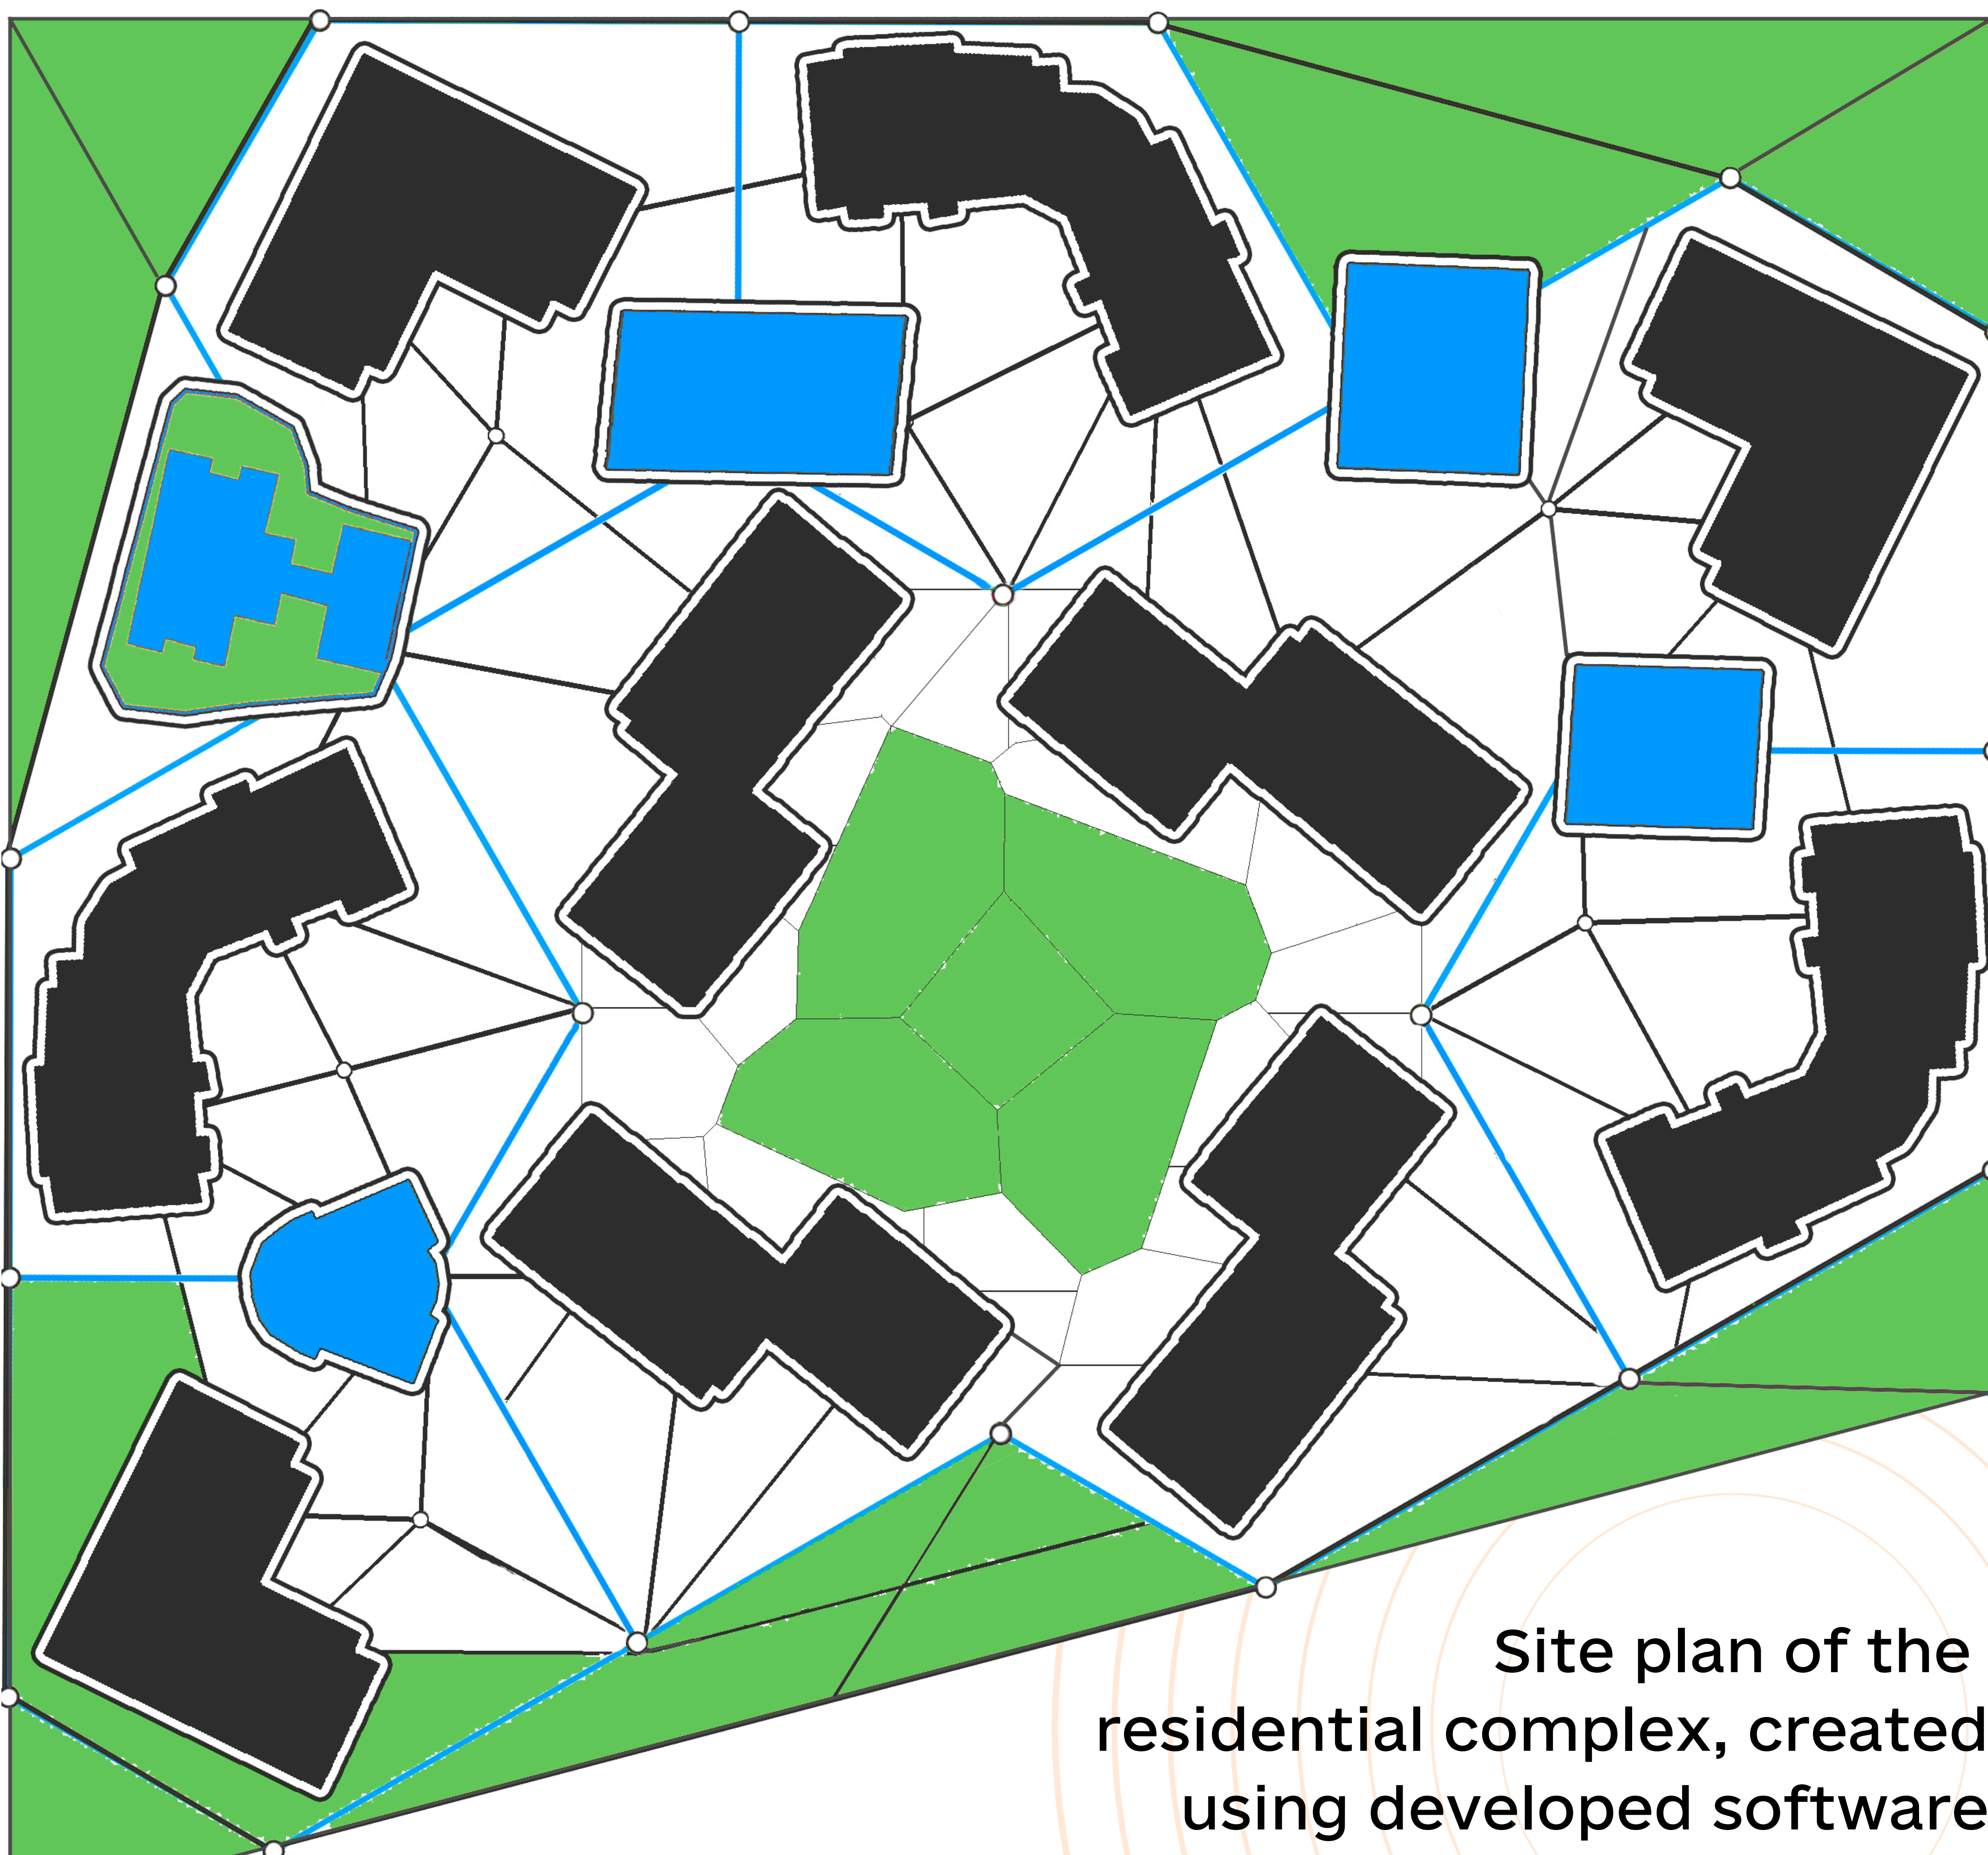 Site plan of the
residential complex, created
using developed software